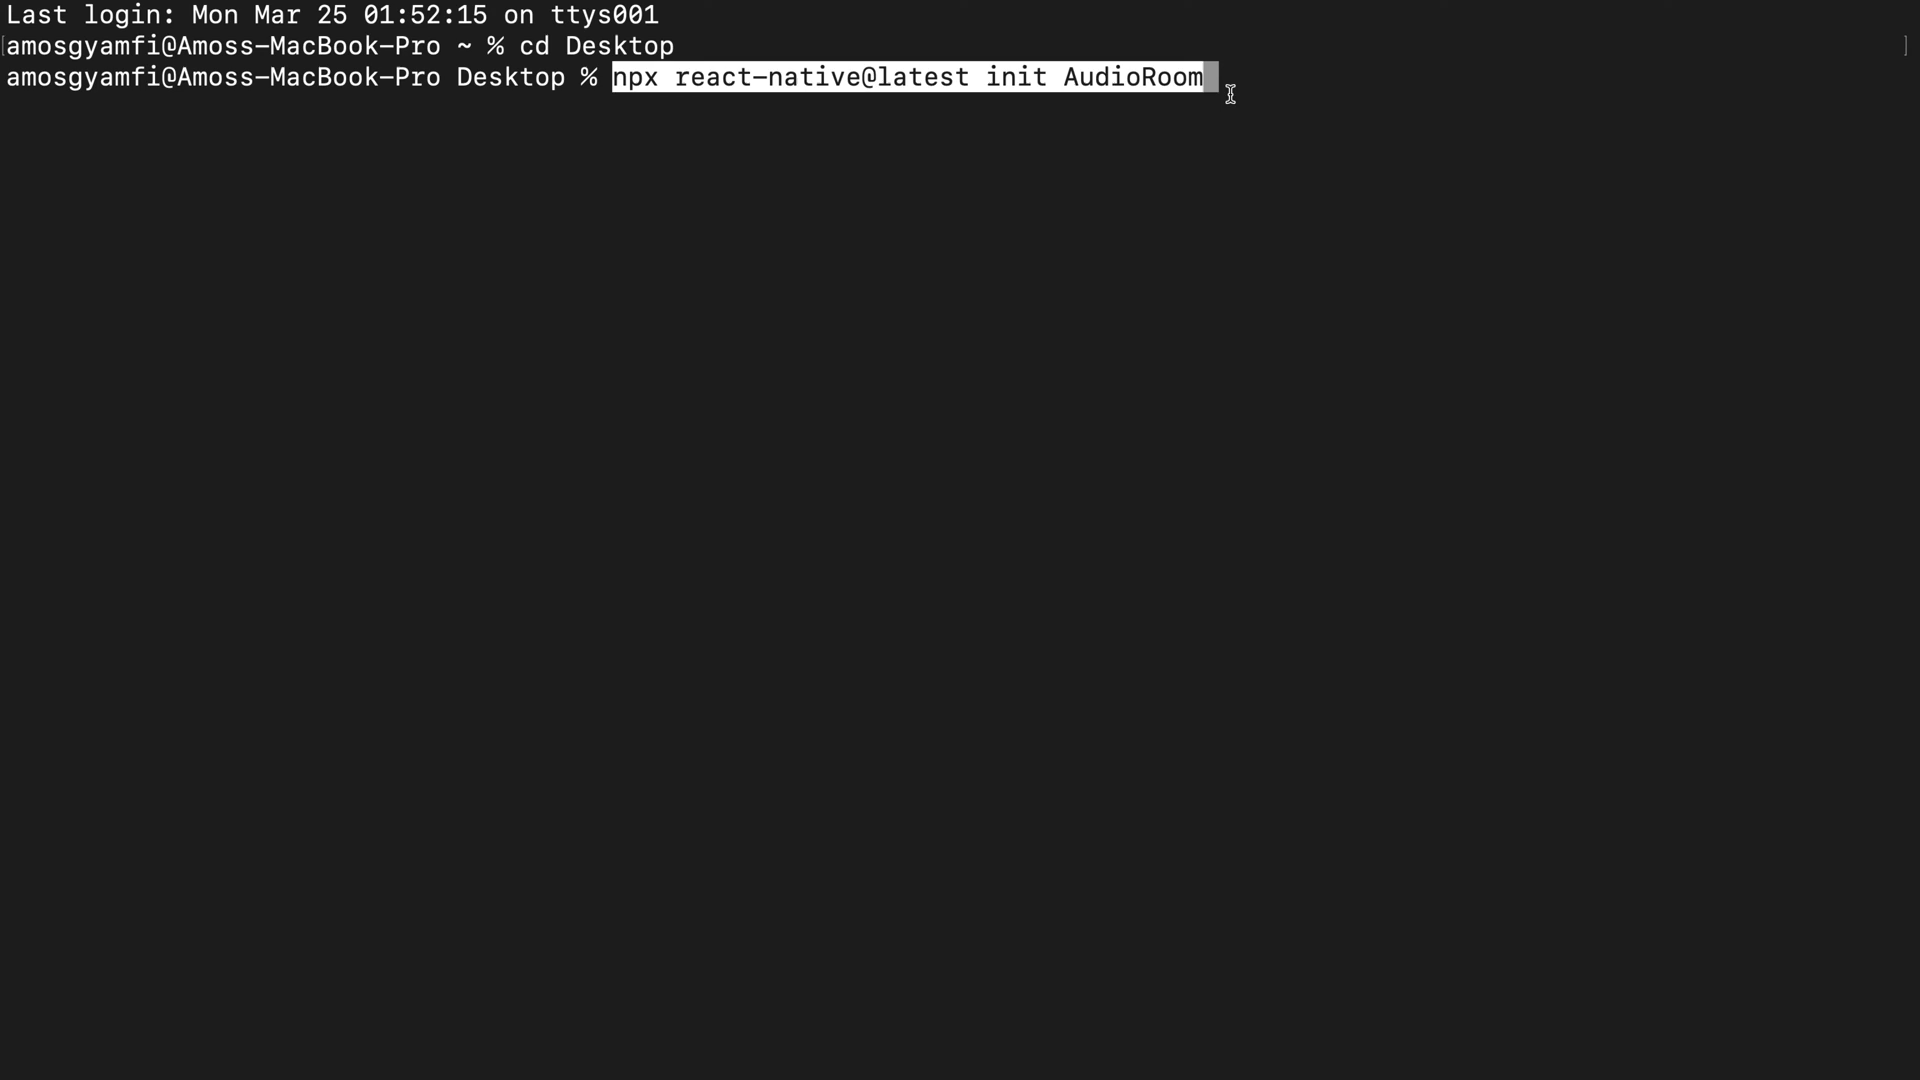 Last login: Mon Mar 25 01:52:15 on ttys001
amosgyamfi@Amoss-MacBook-Pro ~ % cd Desktop
amosgyamfi@Amoss-MacBook-Pro Desktop % npx react-native@latest init AudioRoom